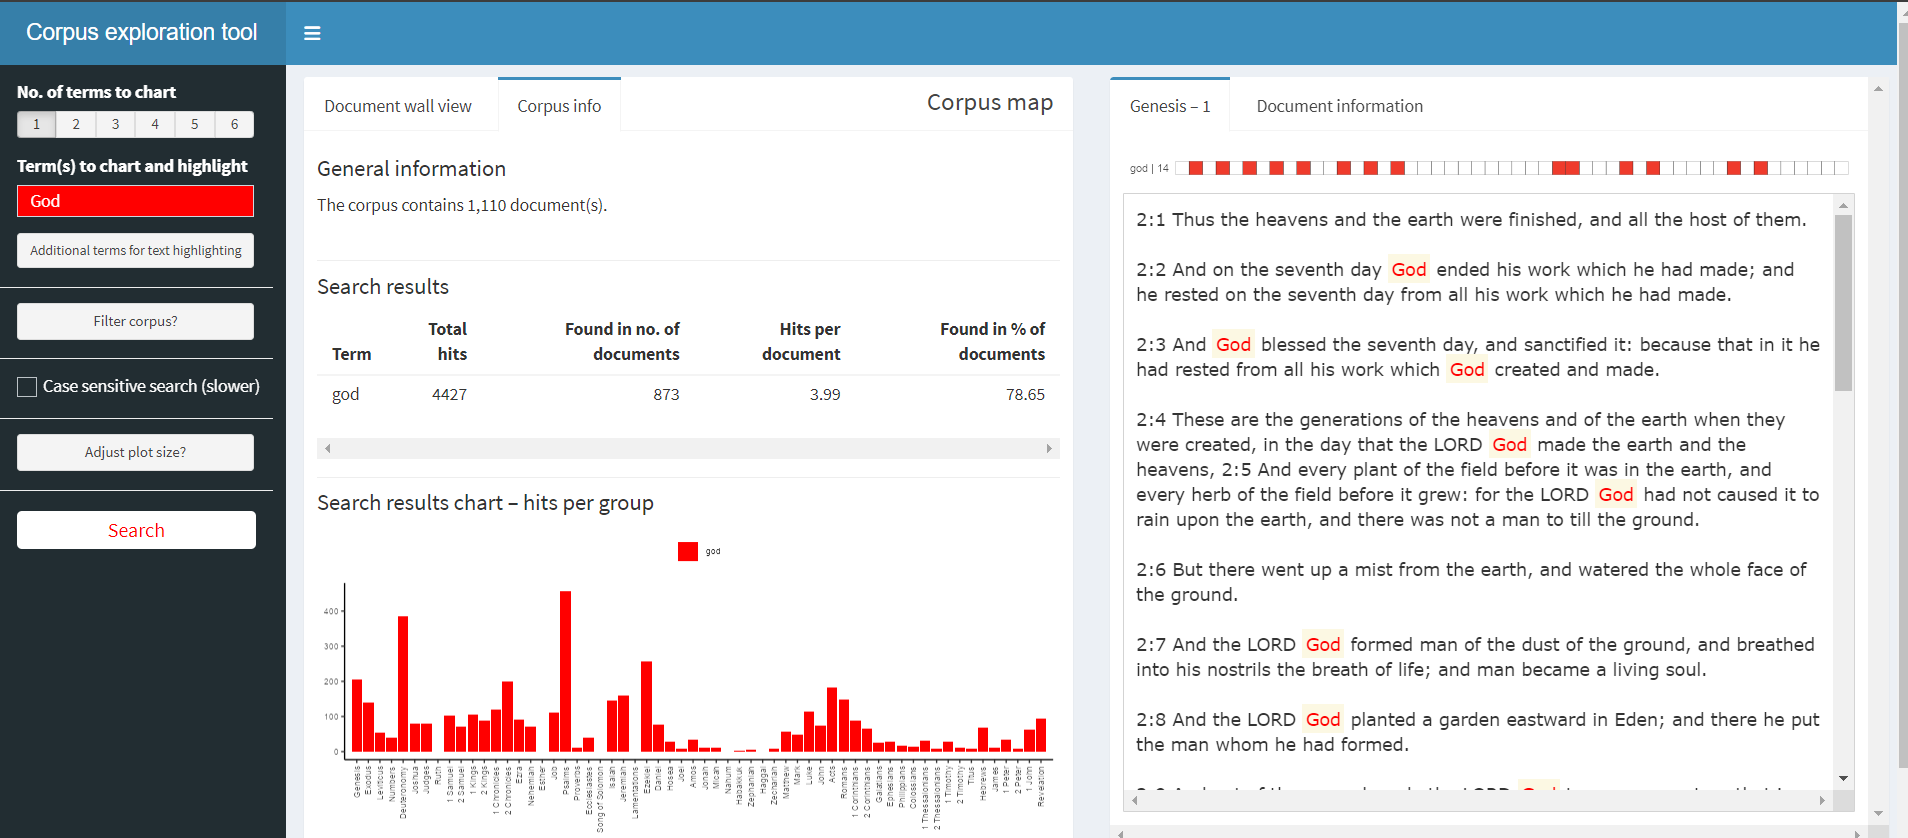 Corpus exploration tool
No. of terms to chart
1 2 3 4 5 6
Term(s) to chart and highlight
God
Additional terms for text highlighting
Filter corpus?
Case sensitive search (slower)
Adjust plot size?
Search
Document wall view
Corpus info
Corpus map
General information
The corpus contains 1,110 document(s).
Search results
Term Total hits Found in no. of documents Hits per document Found in % of documents
god 4427 873 3.99 78.65
Search results chart – hits per group
god
400
300
200
100
0
Genesis
Exodus
Leviticus
Numbers
Deuteronomy
Joshua
Judges
Ruth
1 Samuel
2 Samuel
1 Kings
2 Kings
1 Chronicles
2 Chronicles
Ezra
Nehemiah
Esther
Job
Psalms
Proverbs
Ecclesiastes
Song of Solomon
Isaiah
Jeremiah
Lamentations
Ezekiel
Daniel
Hosea
Joel
Amos
Jonah
Micah
Nahum
Habakkuk
Zephaniah
Haggai
Zechariah
Matthew
Mark
Luke
John
Acts
Romans
1 Corinthians
2 Corinthians
Galatians
Ephesians
Philippians
Colossians
1 Thessalonians
2 Thessalonians
1 Timothy
2 Timothy
Titus
Hebrews
James
1 Peter
2 Peter
1 John
Revelation
Genesis – 1
Document information
god | 14
2:1 Thus the heavens and the earth were finished, and all the host of them.
2:2 And on the seventh day God ended his work which he had made; and
he rested on the seventh day from all his work which he had made.
2:3 And God blessed the seventh day, and sanctified it: because that in it he
had rested from all his work which God created and made.
2:4 These are the generations of the heavens and of the earth when they
were created, in the day that the LORD God made the earth and the
heavens, 2:5 And every plant of the field before it was in the earth, and
every herb of the field before it grew: for the LORD God had not caused it to
rain upon the earth, and there was not a man to till the ground.
2:6 But there went up a mist from the earth, and watered the whole face of
the ground.
2:7 And the LORD God formed man of the dust of the ground, and breathed
into his nostrils the breath of life; and man became a living soul.
2:8 And the LORD God planted a garden eastward in Eden; and there he put
the man whom he had formed.